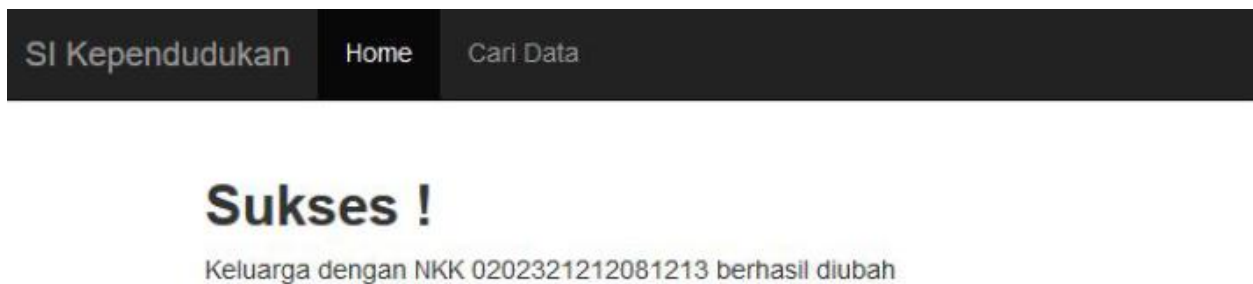 SI Kependudukan Home Cari Data
Sukses !
Keluarga dengan NKK 0202321212081213 berhasil diubah